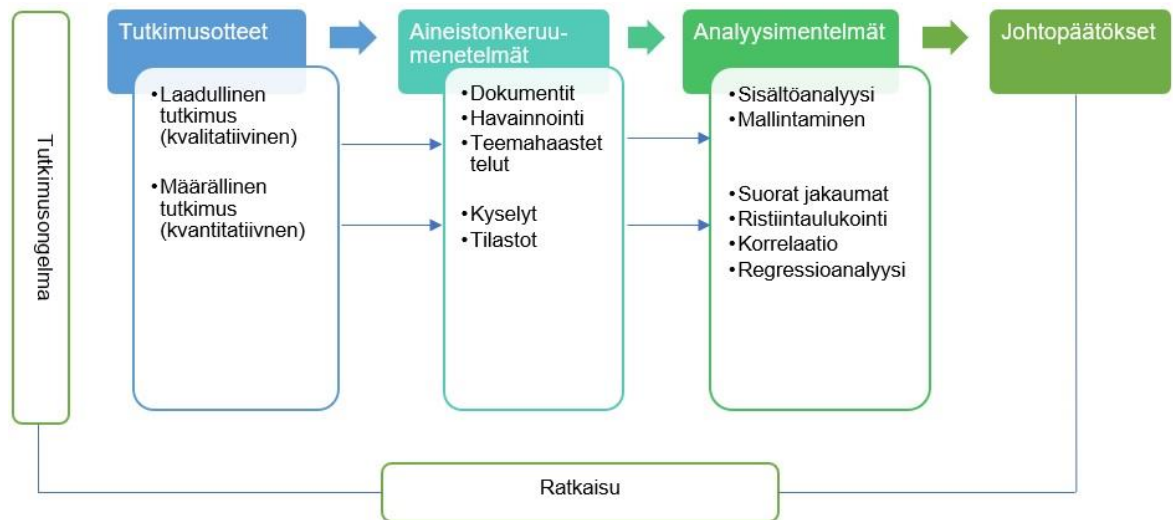 Tutkimusongelma
Tutkimusotteet
•Laadullinen
tutkimus
(kvalitatiivinen)
•Määrällinen
tutkimus
(kvantitatiivnen)
Aineistonkeruu-
menetelmät
•Dokumentit
•Havainnointi
•Teemahaastet
telut
•Kyselyt
•Tilastot
Analyysimentelmät
•Sisältöanalyysi
•Mallintaminen
•Suorat jakaumat
•Ristiintaulukointi
•Korrelaatio
•Regressioanalyysi
Johtopäätökset
Ratkaisu